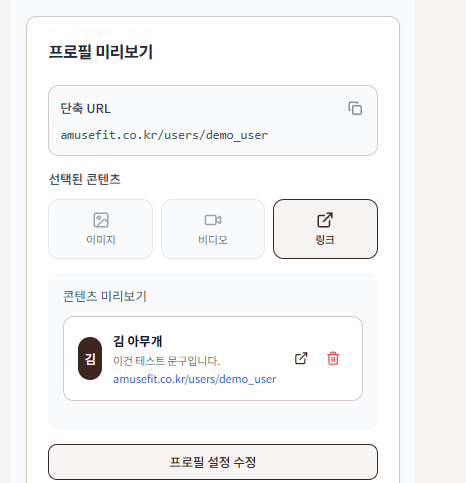 프로필 미리보기
단축 URL
amusefit.co.kr/users/demo_user
선택된 콘텐츠
이미지
비디오
링크
콘텐츠 미리보기
김
김 아무개
이건 테스트 문구입니다.
amusefit.co.kr/users/demo_user
프로필 설정 수정